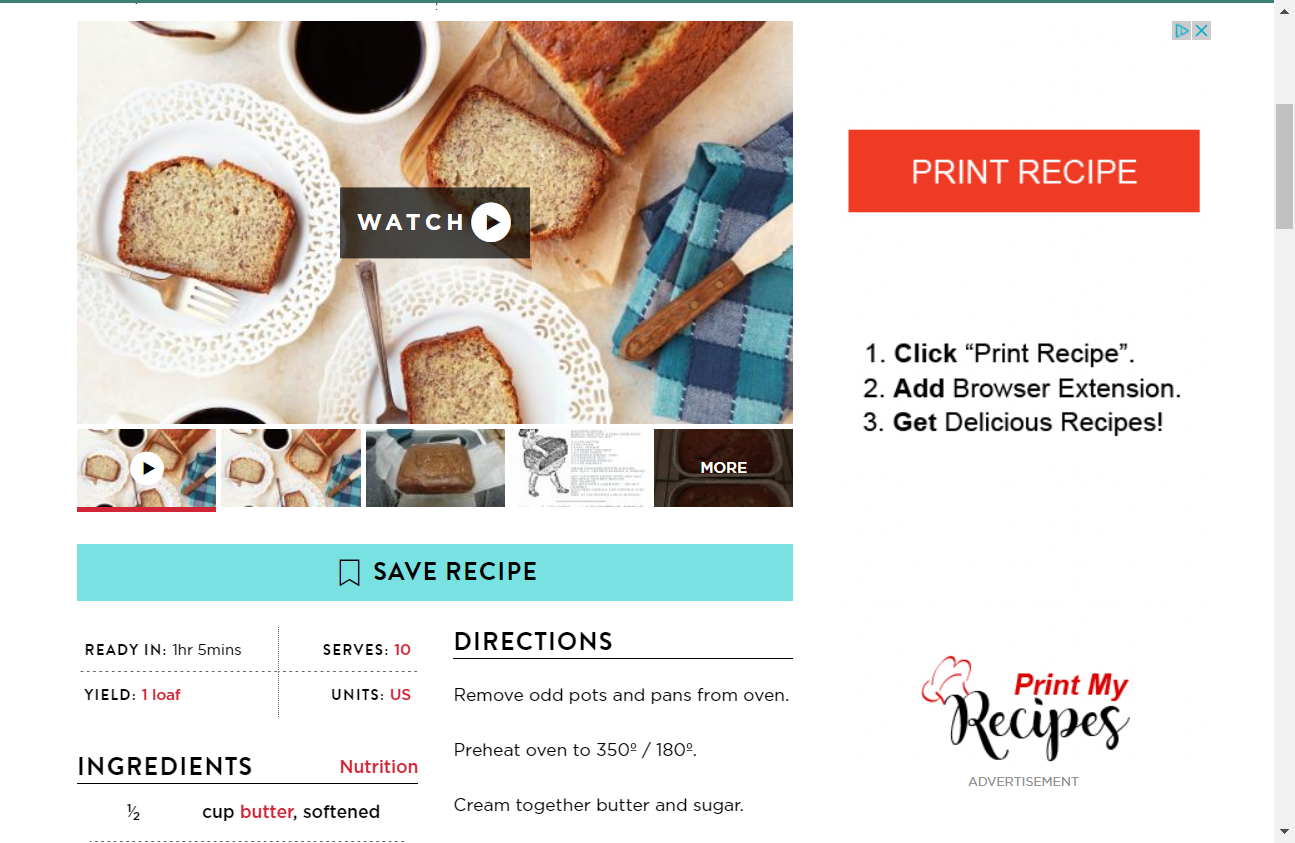 WATCH
MORE
SAVE RECIPE
READY IN: 1hr 5mins
SERVES: 10
YIELD: 1 loaf
UNITS: US
INGREDIENTS
Nutrition
½
cup butter, softened
DIRECTIONS
Remove odd pots and pans from oven.
Preheat oven to 350º / 180º.
Cream together butter and sugar.
PRINT RECIPE
1. Click “Print Recipe”.
2. Add Browser Extension.
3. Get Delicious Recipes!
Print My
Recipes
ADVERTISEMENT